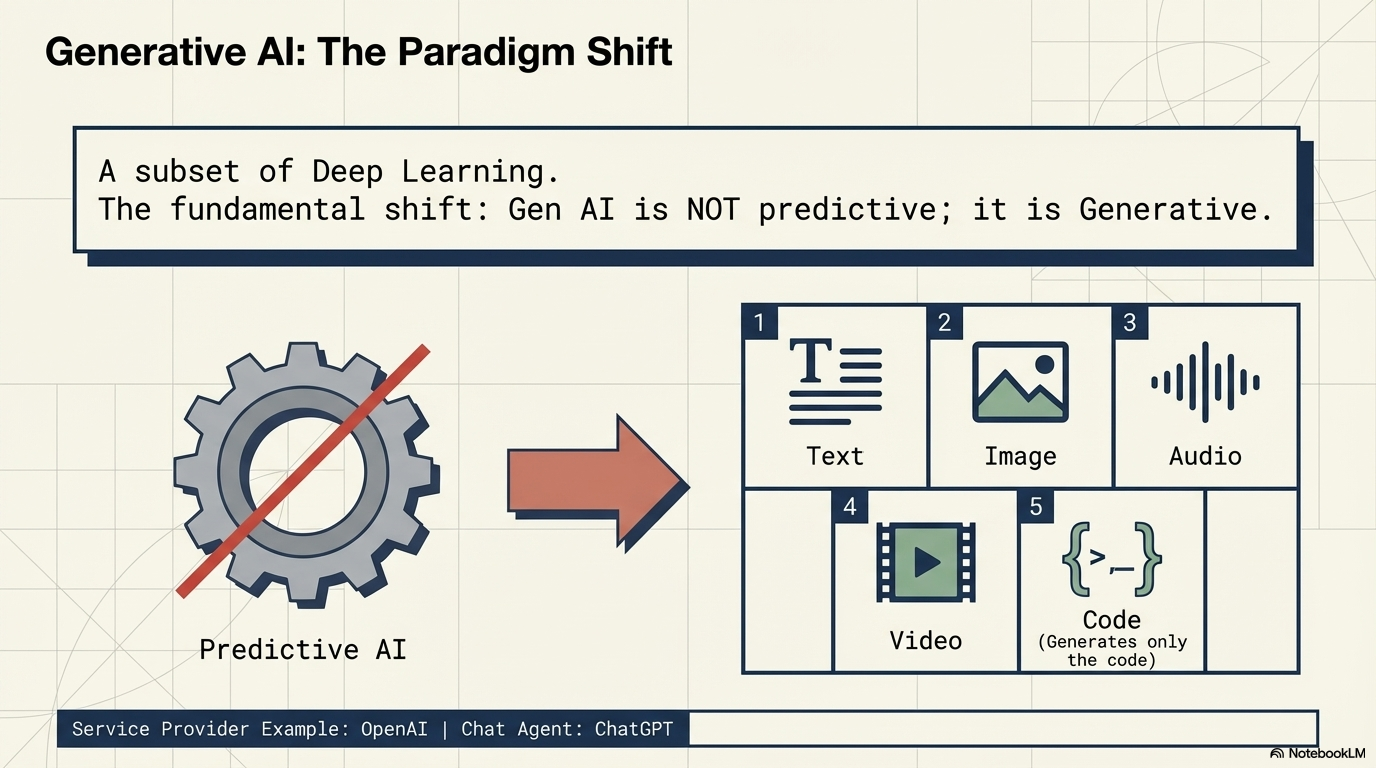 Generative AI: The Paradigm Shift
A subset of Deep Learning.
The fundamental shift: Gen AI is NOT predictive; it is Generative.
Predictive AI
1
T
Text
2
Image
3
Audio
4
Video
5
{>,_}
Code
(Generates only
the code)
Service Provider Example: OpenAI | Chat Agent: ChatGPT
NotebookLM